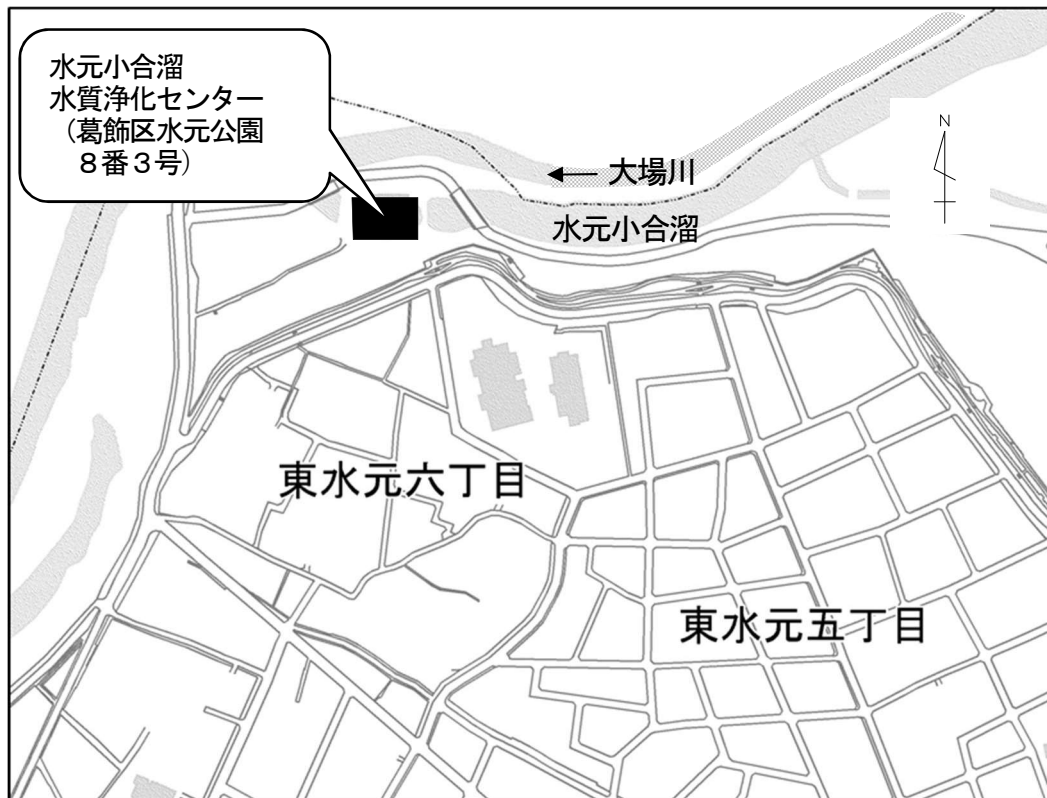 水元小合溜
水質浄化センター
（葛飾区水元公園
８番３号）
N
大場川
水元小合溜
東水元六丁目
東水元五丁目